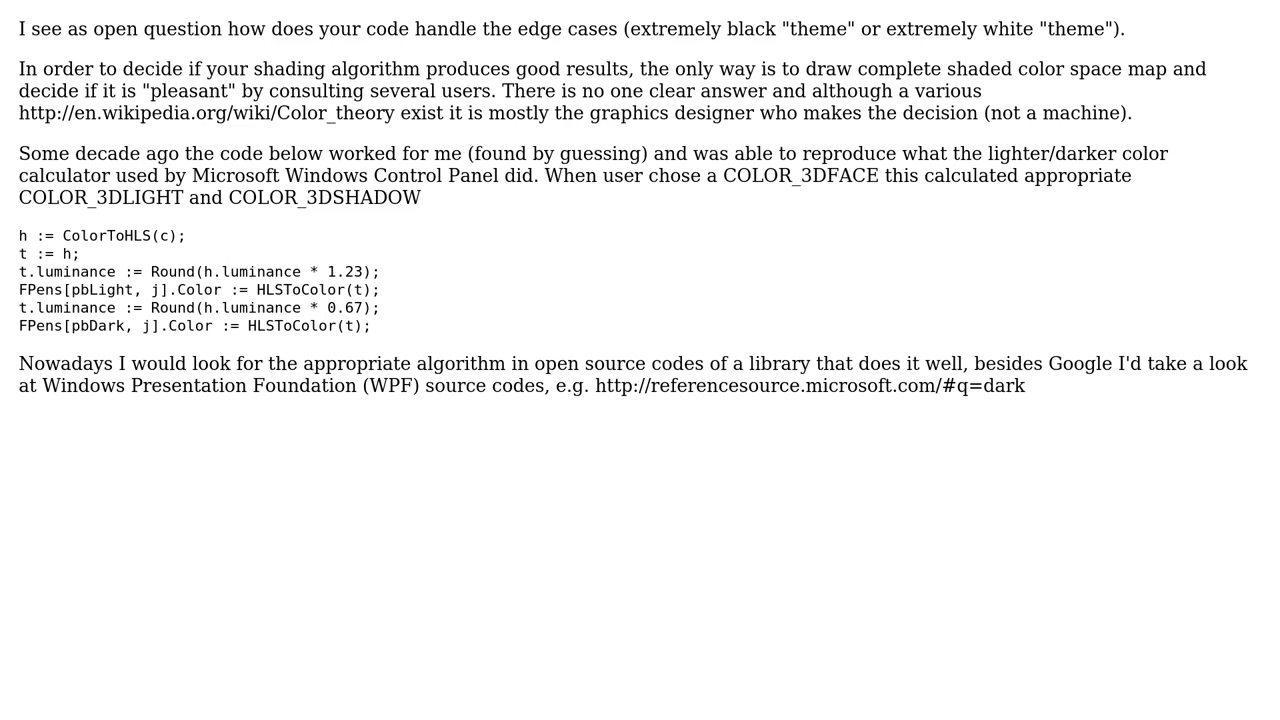 I see as open question how does your code handle the edge cases (extremely black "theme" or extremely white "theme").
In order to decide if your shading algorithm produces good results, the only way is to draw complete shaded color space map and
decide if it is "pleasant" by consulting several users. There is no one clear answer and although a various
http://en.wikipedia.org/wiki/Color_theory exist it is mostly the graphics designer who makes the decision (not a machine).
Some decade ago the code below worked for me (found by guessing) and was able to reproduce what the lighter/darker color
calculator used by Microsoft Windows Control Panel did. When user chose a COLOR_3DFACE this calculated appropriate
COLOR_3DLIGHT and COLOR_3DSHADOW
h := ColorToHLS(c);
t := h;
t.luminance := Round(h.luminance * 1.23);
FPens[pbLight, j].Color := HLSToColor(t);
t.luminance := Round(h.luminance * 0.67);
FPens[pbDark, j].Color := HLSToColor(t);
Nowadays I would look for the appropriate algorithm in open source codes of a library that does it well, besides Google I'd take a look
at Windows Presentation Foundation (WPF) source codes, e.g. http://referencesource.microsoft.com/#q=dark